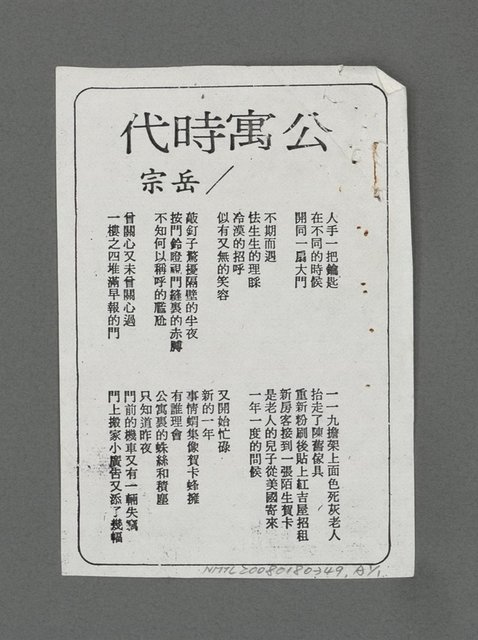 公寓時代
／岳宗
人手一把鑰匙
在不同的時候
開同一扇大門
不期而遇
怯生生的理睬
冷漠的招呼
似有又無的笑容
敲釘子驚擾隔壁的半夜
按門鈴瞪視門縫裏的赤膊
不知何以稱呼的尷尬
曾關心又未曾關心過
一樓之四堆滿早報的門
一一九擔架上面色死灰老人
抬走了陳舊傢具
重新粉刷後貼上紅吉屋招租
新房客接到一張陌生賀卡
是老人的兒子從美國寄來
一年一度的問候
又開始忙碌
新的一年
事情蝟集像賀卡蜂擁
有誰理會
公寓裏的蛛絲和積塵
只知道昨夜
門前的機車又有一輛失竊
門上搬家小廣告又添了幾幅
NMTL20080180349, A1/1